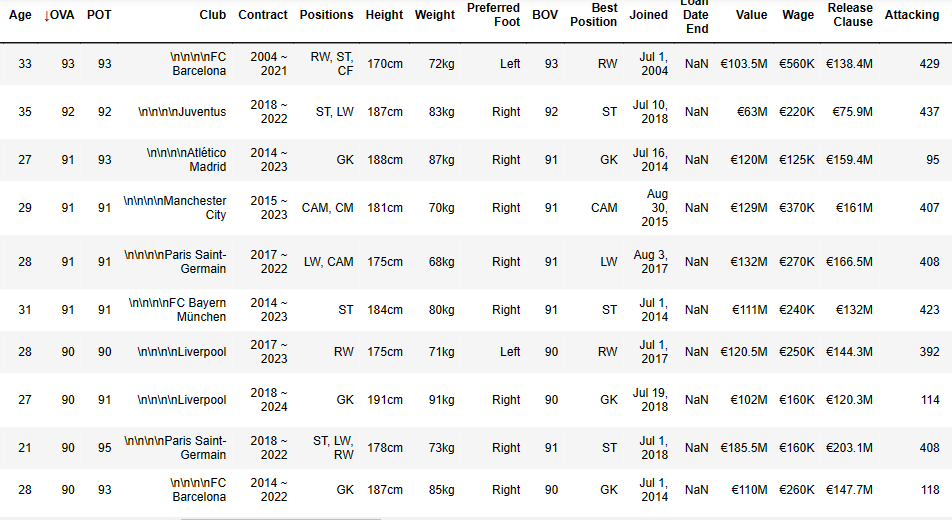 Age ↓OVA POT Club Contract Positions Height Weight Preferred Foot BOV Best Position Joined Loan Date End Value Wage Release Clause Attacking
33 93 93 \n\n\n\nFC Barcelona 2004 ~ 2021 RW, ST, CF 170cm 72kg Left 93 RW Jul 1, 2004 NaN €103.5M €560K €138.4M 429
35 92 92 \n\n\n\nJuventus 2018 ~ 2022 ST, LW 187cm 83kg Right 92 ST Jul 10, 2018 NaN €63M €220K €75.9M 437
27 91 93 \n\n\n\nAtlético Madrid 2014 ~ 2023 GK 188cm 87kg Right 91 GK Jul 16, 2014 NaN €120M €125K €159.4M 95
29 91 91 \n\n\n\nManchester City 2015 ~ 2023 CAM, CM 181cm 70kg Right 91 CAM Aug 30, 2015 NaN €129M €370K €161M 407
28 91 91 \n\n\n\nParis Saint-Germain 2017 ~ 2022 LW, CAM 175cm 68kg Right 91 LW Aug 3, 2017 NaN €132M €270K €166.5M 408
31 91 91 \n\n\n\nFC Bayern München 2014 ~ 2023 ST 184cm 80kg Right 91 ST Jul 1, 2014 NaN €111M €240K €132M 423
28 90 90 \n\n\n\nLiverpool 2017 ~ 2023 RW 175cm 71kg Left 90 RW Jul 1, 2017 NaN €120.5M €250K €144.3M 392
27 90 91 \n\n\n\nLiverpool 2018 ~ 2024 GK 191cm 91kg Right 90 GK Jul 19, 2018 NaN €102M €160K €120.3M 114
21 90 95 \n\n\n\nParis Saint-Germain 2018 ~ 2022 ST, LW, RW 178cm 73kg Right 91 ST Jul 1, 2018 NaN €185.5M €160K €203.1M 408
28 90 93 \n\n\n\nFC Barcelona 2014 ~ 2022 GK 187cm 85kg Right 90 GK Jul 1, 2014 NaN €110M €260K €147.7M 118